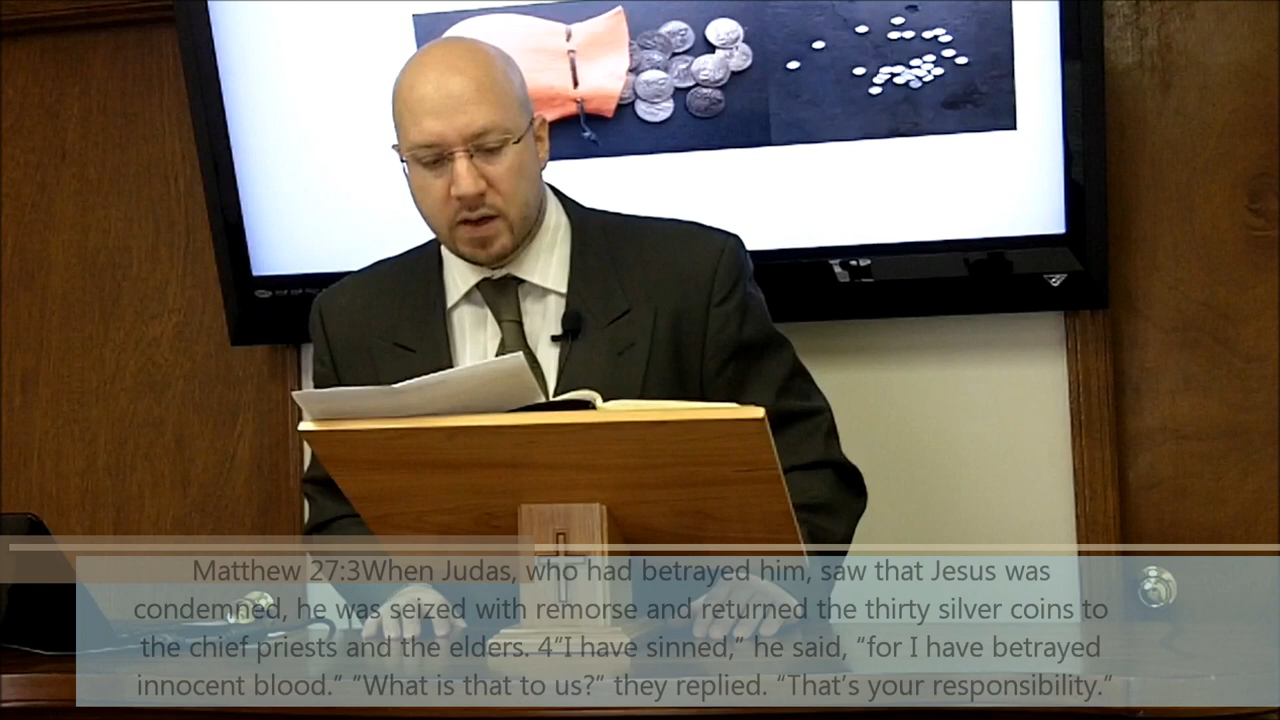 Matthew 27:3When Judas, who had betrayed him, saw that Jesus was
condemned, he was seized with remorse and returned the thirty silver coins to
the chief priests and the elders. 4“I have sinned,” he said, “for I have betrayed
innocent blood.” “What is that to us?” they replied. “That’s your responsibility.”